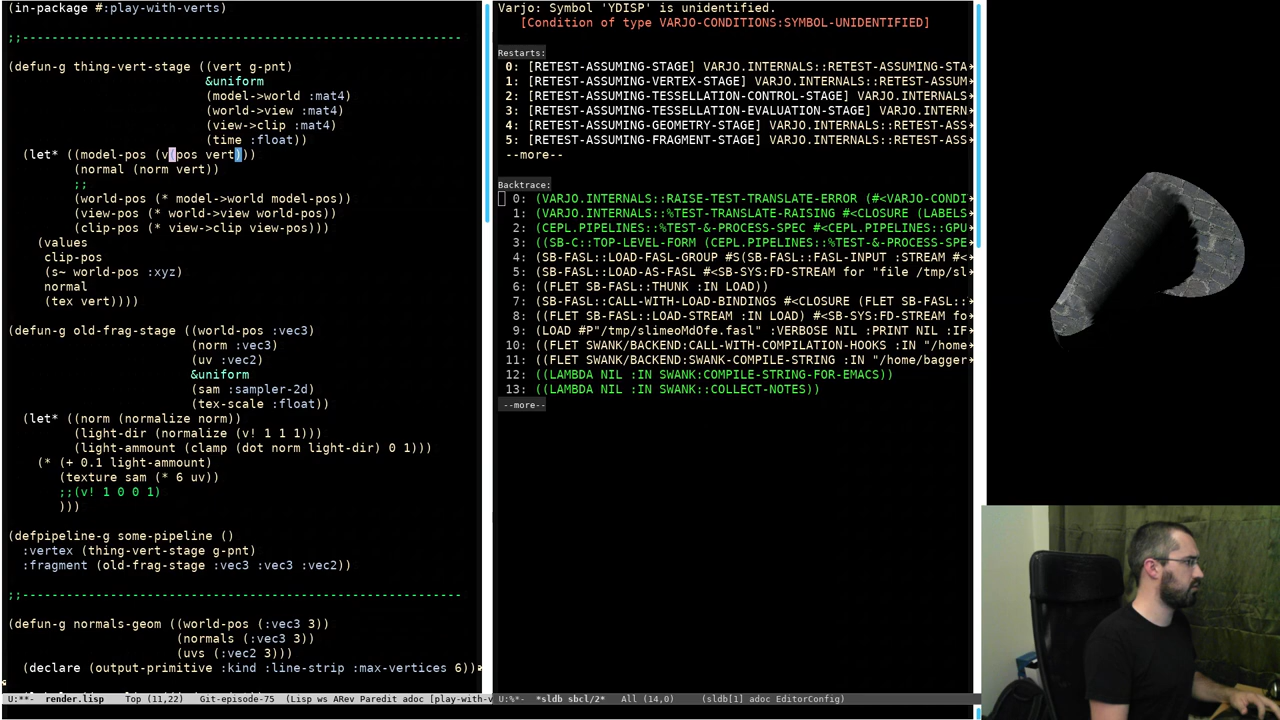 (in-package #:play-with-verts)
;;------------------------------------------------------------
(defun-g thing-vert-stage ((vert g-pnt)
&uniform
(model->world :mat4)
(world->view :mat4)
(view->clip :mat4)
(time :float))
(let* ((model-pos (v(pos vert)))
(normal (norm vert))
;;
(world-pos (* model->world model-pos))
(view-pos (* world->view world-pos))
(clip-pos (* view->clip view-pos)))
(values
clip-pos
(s~ world-pos :xyz)
normal
(tex vert))))
(defun-g old-frag-stage ((world-pos :vec3)
(norm :vec3)
(uv :vec2)
&uniform
(sam :sampler-2d)
(tex-scale :float))
(let* ((norm (normalize norm))
(light-dir (normalize (v! 1 1 1)))
(light-ammount (clamp (dot norm light-dir) 0 1)))
(* (+ 0.1 light-ammount)
(texture sam (* 6 uv))
;;(v! 1 0 0 1)
)))
(defpipeline-g some-pipeline ()
:vertex (thing-vert-stage g-pnt)
:fragment (old-frag-stage :vec3 :vec3 :vec2))
;;------------------------------------------------------------
(defun-g normals-geom ((world-pos (:vec3 3))
(normals (:vec3 3))
(uvs (:vec2 3)))
(declare (output-primitive :kind :line-strip :max-vertices 6))
U:**- render.lisp Top (11,22) Git-episode-75 (Lisp ws ARev Paredit adoc [play-with-v
Varjo: Symbol 'YDISP' is unidentified.
[Condition of type VARJO-CONDITIONS:SYMBOL-UNIDENTIFIED]
Restarts:
0: [RETEST-ASSUMING-STAGE] VARJO.INTERNALS::RETEST-ASSUMING-STA
1: [RETEST-ASSUMING-VERTEX-STAGE] VARJO.INTERNALS::RETEST-ASSUM
2: [RETEST-ASSUMING-TESSELLATION-CONTROL-STAGE] VARJO.INTERNALS
3: [RETEST-ASSUMING-TESSELLATION-EVALUATION-STAGE] VARJO.INTERN
4: [RETEST-ASSUMING-GEOMETRY-STAGE] VARJO.INTERNALS::RETEST-ASS
5: [RETEST-ASSUMING-FRAGMENT-STAGE] VARJO.INTERNALS::RETEST-ASS
--more--
Backtrace:
0: (VARJO.INTERNALS::RAISE-TEST-TRANSLATE-ERROR (#<VARJO-CONDI
1: (VARJO.INTERNALS::%TEST-TRANSLATE-RAISING #<CLOSURE (LABELS
2: (CEPL.PIPELINES::%TEST-&-PROCESS-SPEC #<CEPL.PIPELINES::GPU
3: ((SB-C::TOP-LEVEL-FORM (CEPL.PIPELINES::%TEST-&-PROCESS-SPE
4: (SB-FASL::LOAD-FASL-GROUP #S(SB-FASL::FASL-INPUT :STREAM #<
5: (SB-FASL::LOAD-AS-FASL #<SB-SYS:FD-STREAM for "file /tmp/sl
6: ((FLET SB-FASL::THUNK :IN LOAD))
7: (SB-FASL::CALL-WITH-LOAD-BINDINGS #<CLOSURE (FLET SB-FASL::
8: ((FLET SB-FASL::LOAD-STREAM :IN LOAD) #<SB-SYS:FD-STREAM fo
9: (LOAD #P"/tmp/slimeoMdOfe.fasl" :VERBOSE NIL :PRINT NIL :IF
10: ((FLET SWANK/BACKEND:CALL-WITH-COMPILATION-HOOKS :IN "/home
11: ((FLET SWANK/BACKEND:SWANK-COMPILE-STRING :IN "/home/bagger
12: ((LAMBDA NIL :IN SWANK:COMPILE-STRING-FOR-EMACS))
13: ((LAMBDA NIL :IN SWANK::COLLECT-NOTES))
--more--
U:%*- *sldb sbcl/2* All (14,0) (sldb[1] adoc EditorConfig)